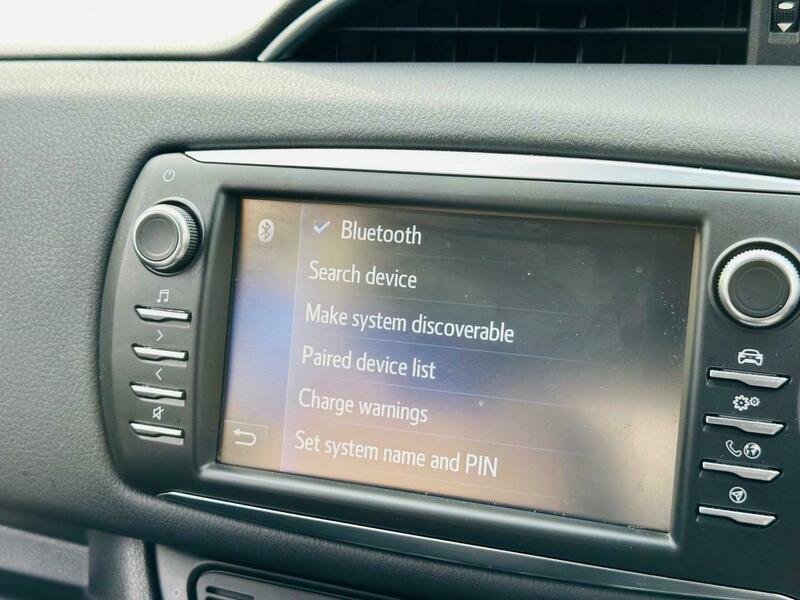 Bluetooth
Search device
Make system discoverable
Paired device list
Charge warnings
Set system name and PIN